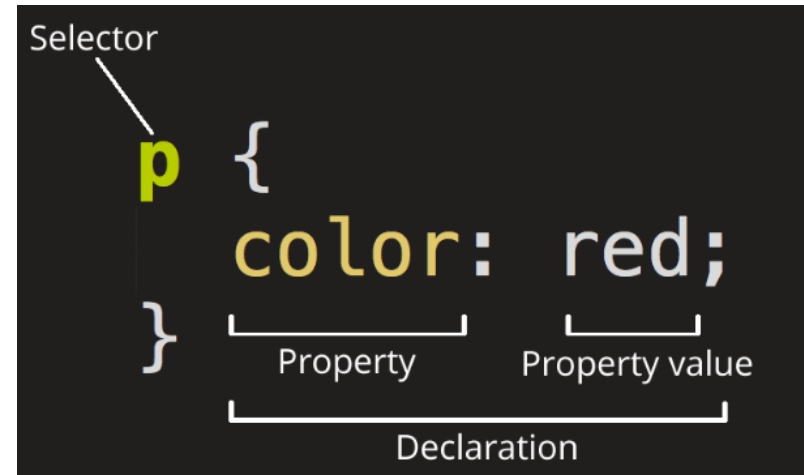 Selector
p {
color: red;
}
Property
Property value
Declaration